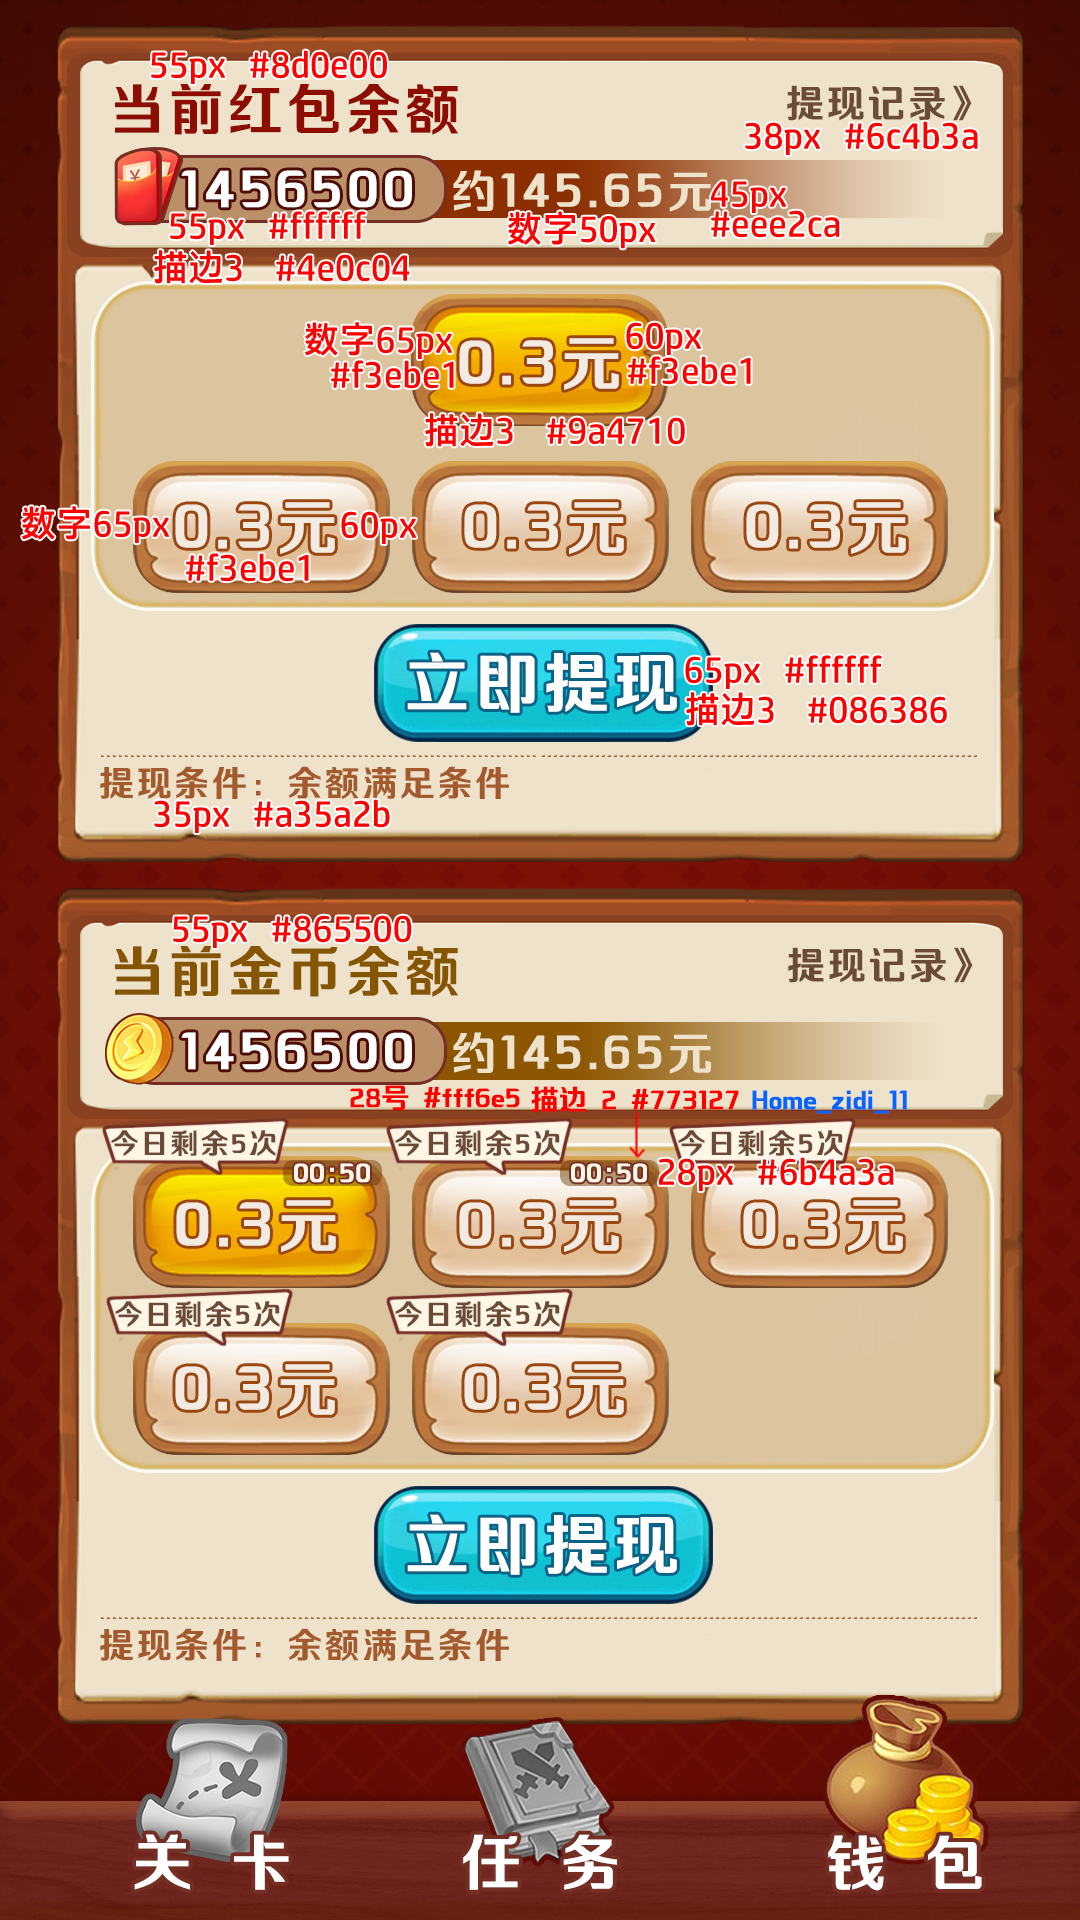 55px #8d0e00
当前红包余额
提现记录》
38px #6c4b3a
1456500
约145.65元
45px
#eee2ca
55px #ffffff
数字50px
描边3 #4e0c04
数字65px
#f3ebe1
0.3元
60px
#f3ebe1
描边3 #9a4710
数字65px
0.3元
60px
#f3ebe1
0.3元
0.3元
立即提现
65px #ffffff
描边3 #086386
提现条件：余额满足条件
35px #a35a2b
55px #865500
当前金币余额
提现记录》
1456500
约145.65元
28号 #fff6e5 描边 2 #773127 Home_zidi_11
今日剩余5次
今日剩余5次
今日剩余5次
00:50
00:50
28px #6b4a3a
0.3元
0.3元
0.3元
今日剩余5次
今日剩余5次
0.3元
0.3元
立即提现
提现条件：余额满足条件
关卡
任务
钱包